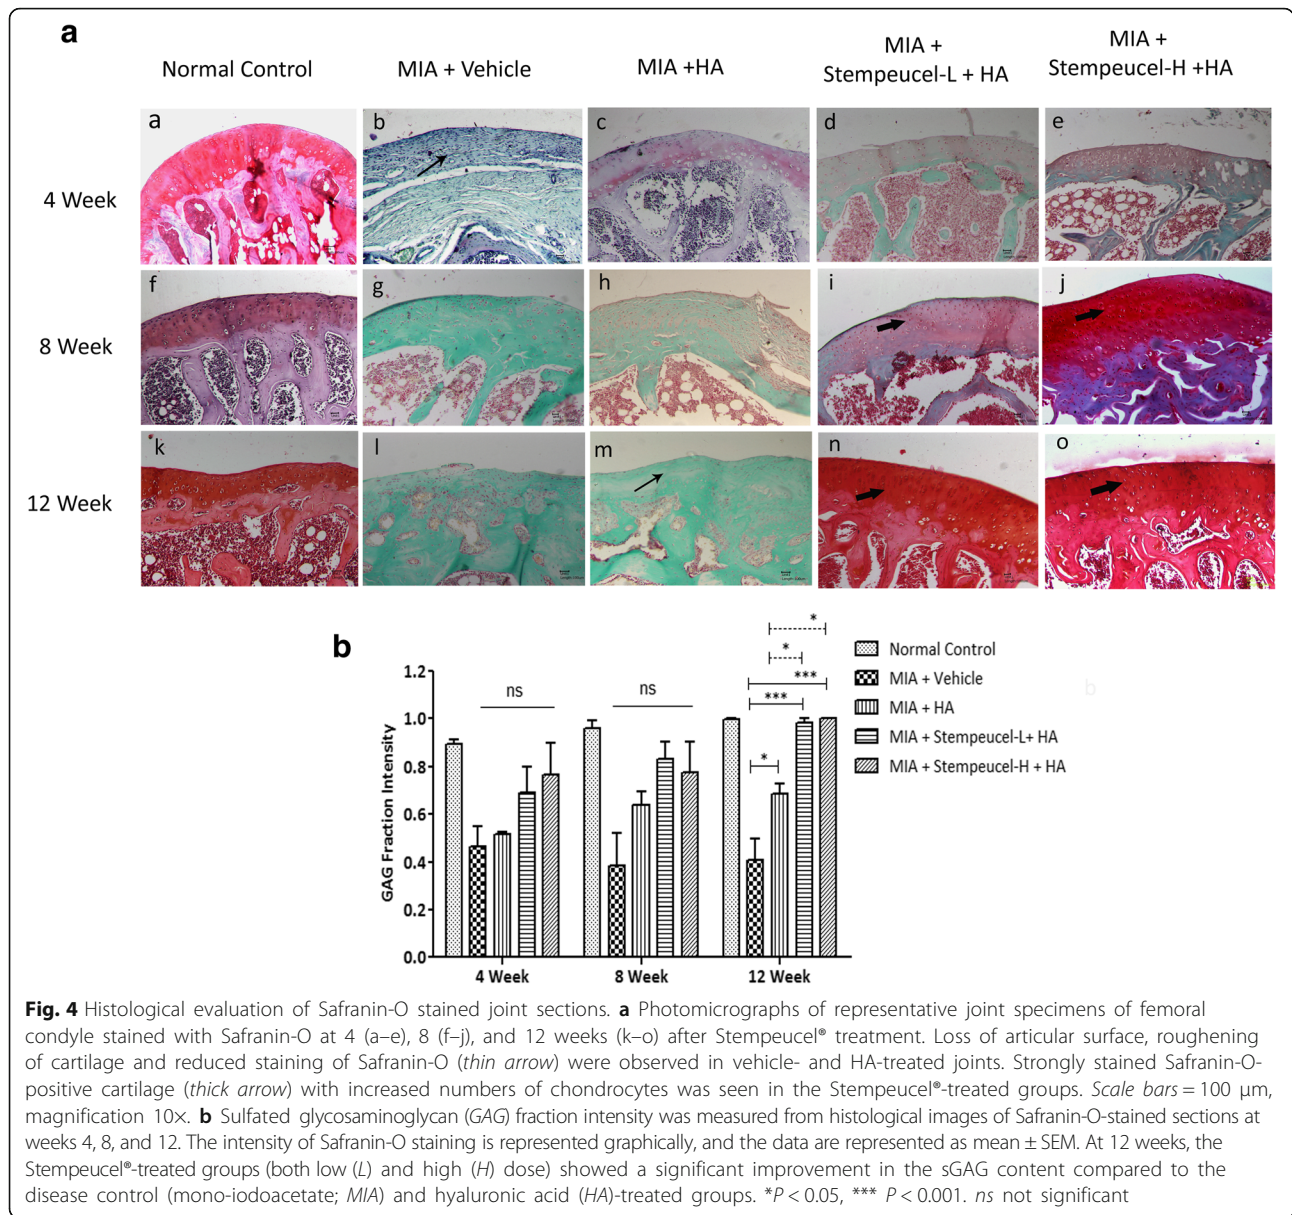 a
Normal Control
MIA + Vehicle
MIA +HA
MIA +
Stempeucel-L + HA
MIA +
Stempeucel-H +HA
4 Week
a
b
c
d
e
8 Week
f
g
h
i
j
12 Week
k
l
m
n
o
b
GAG Fraction Intensity
1.2
1.0
0.8
0.6
0.4
0.2
0.0
ns
ns
*
*
***
***
*
4 Week
8 Week
12 Week
Normal Control
MIA + Vehicle
MIA + HA
MIA + Stempeucel-L+ HA
MIA + Stempeucel-H + HA
b
Fig. 4 Histological evaluation of Safranin-O stained joint sections. a Photomicrographs of representative joint specimens of femoral
condyle stained with Safranin-O at 4 (a–e), 8 (f–j), and 12 weeks (k–o) after Stempeucel® treatment. Loss of articular surface, roughening
of cartilage and reduced staining of Safranin-O (thin arrow) were observed in vehicle- and HA-treated joints. Strongly stained Safranin-O-
positive cartilage (thick arrow) with increased numbers of chondrocytes was seen in the Stempeucel®-treated groups. Scale bars = 100 μm,
magnification 10×. b Sulfated glycosaminoglycan (GAG) fraction intensity was measured from histological images of Safranin-O-stained sections at
weeks 4, 8, and 12. The intensity of Safranin-O staining is represented graphically, and the data are represented as mean ± SEM. At 12 weeks, the
Stempeucel®-treated groups (both low (L) and high (H) dose) showed a significant improvement in the sGAG content compared to the
disease control (mono-iodoacetate; MIA) and hyaluronic acid (HA)-treated groups. *P < 0.05, *** P < 0.001. ns not significant